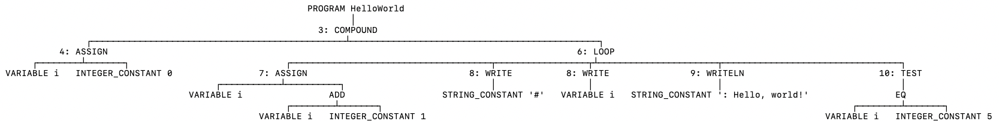 PROGRAM HelloWorld
3: COMPOUND
4: ASSIGN 6: LOOP
VARIABLE i INTEGER_CONSTANT 0 7: ASSIGN 8: WRITE 8: WRITE 9: WRITELN 10: TEST
VARIABLE i ADD STRING_CONSTANT '#' VARIABLE i STRING_CONSTANT ': Hello, world!' EQ
VARIABLE i INTEGER_CONSTANT 1 VARIABLE i INTEGER_CONSTANT 5